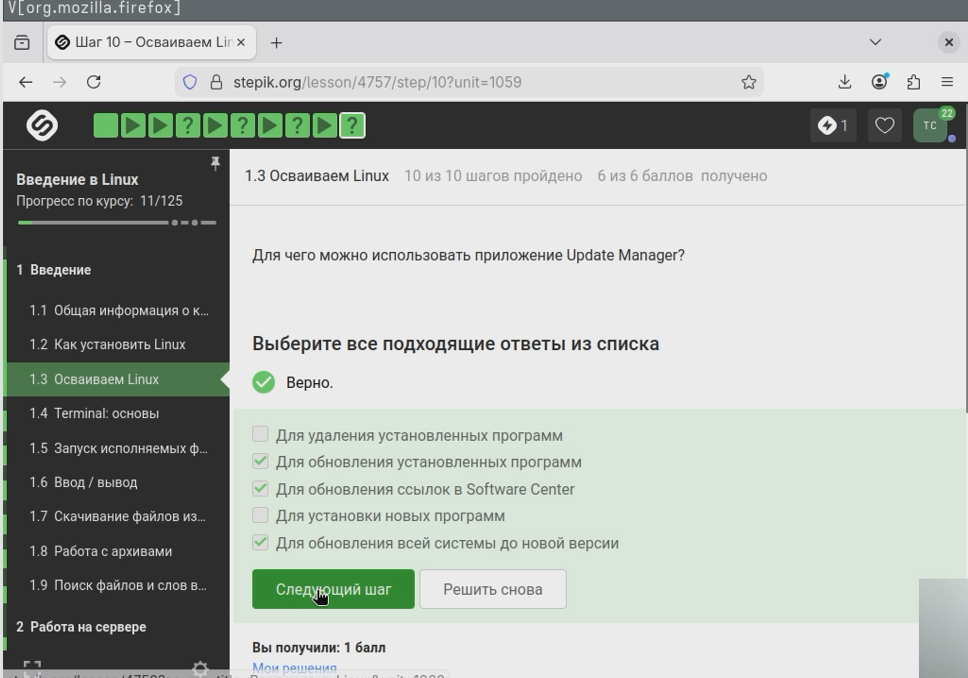 V[org.mozilla.firefox]
Шаг 10 – Осваиваем Lin
stepik.org/lesson/4757/step/10?unit=1059
? ? ? ?
1
TC
22
Введение в Linux
Прогресс по курсу: 11/125
1 Введение
1.1 Общая информация о к...
1.2 Как установить Linux
1.3 Осваиваем Linux
1.4 Terminal: основы
1.5 Запуск исполняемых ф...
1.6 Ввод / вывод
1.7 Скачивание файлов из...
1.8 Работа с архивами
1.9 Поиск файлов и слов в...
2 Работа на сервере
1.3 Осваиваем Linux 10 из 10 шагов пройдено 6 из 6 баллов получено
Для чего можно использовать приложение Update Manager?
Выберите все подходящие ответы из списка
Верно.
Для удаления установленных программ
Для обновления установленных программ
Для обновления ссылок в Software Center
Для установки новых программ
Для обновления всей системы до новой версии
Следующий шаг Решить снова
Вы получили: 1 балл
Мои решения